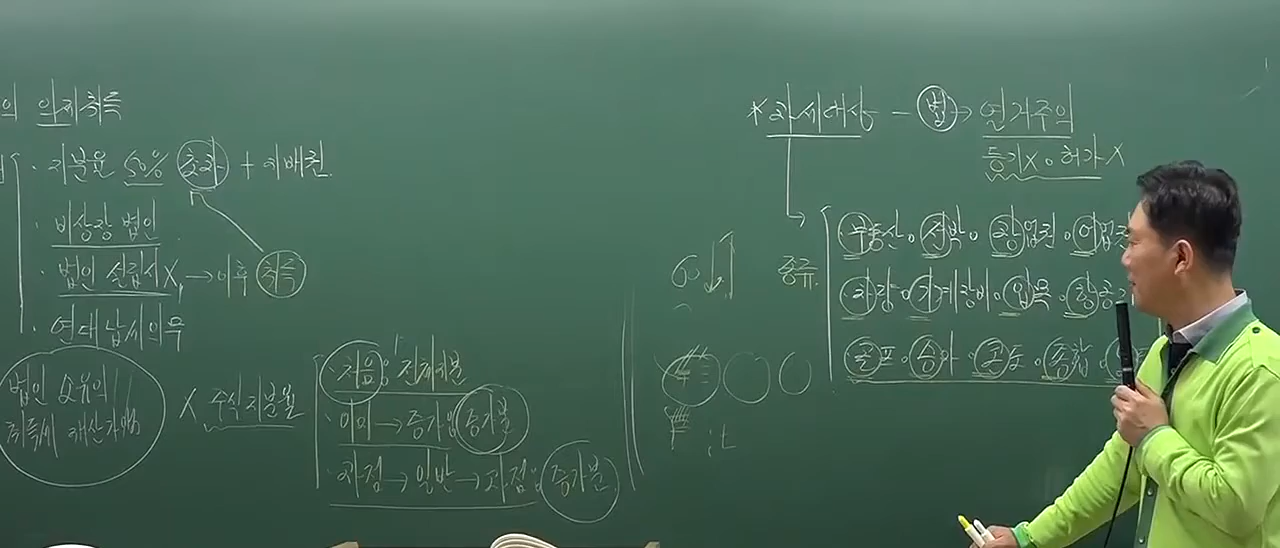 의 의제취득
· 지분율 50% 초과 + 지배권
· 비상장 법인
· 법인 설립시X, → 이후 취득
· 연대납세의무
법인 소유의
취득세 재산가액
X 주식 지분율
· 처음: 전체지분
· 이미 → 증가: 증가분
· 과점 → 일반 → 과점: 증가분
* 과세대상 - 법 → 열거주의
등기X. 허가X
60
종류
부동산. 선박. 광업권. 어업
차량. 기계장비. 입목. 항공
골프. 승마. 콘도. 종합.